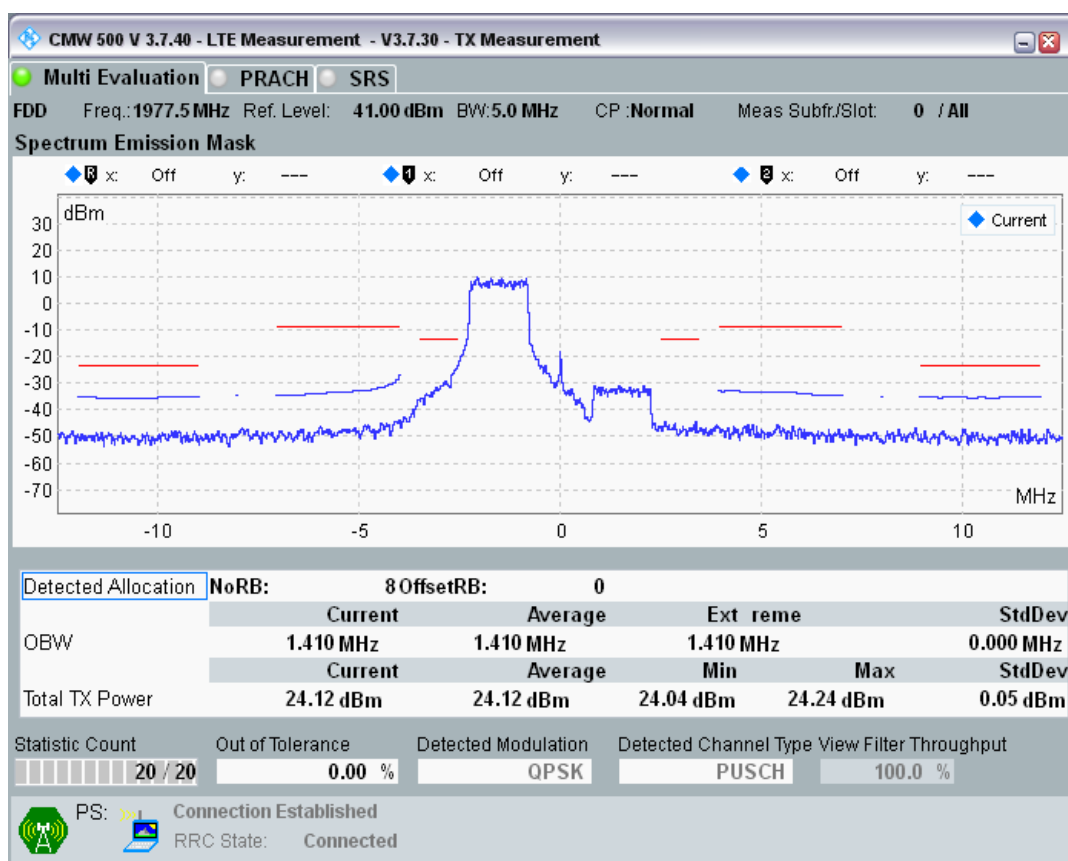 CMW 500 V 3.7.40 - LTE Measurement - V3.7.30 - TX Measurement
Multi Evaluation PRACH SRS
FDD Freq.: 1977.5 MHz Ref. Level: 41.00 dBm BW: 5.0 MHz CP : Normal Meas Subfr./Slot: 0 / All
Spectrum Emission Mask
R x: Off y: --- 1 x: Off y: --- 2 x: Off y: ---
dBm
Current
30
20
10
0
-10
-20
-30
-40
-50
-60
-70
MHz
-10 -5 0 5 10
Detected Allocation NoRB: 8 OffsetRB: 0
Current Average Ext reme StdDev
OBW 1.410 MHz 1.410 MHz 1.410 MHz 0.000 MHz
Current Average Min Max StdDev
Total TX Power 24.12 dBm 24.12 dBm 24.04 dBm 24.24 dBm 0.05 dBm
Statistic Count Out of Tolerance Detected Modulation Detected Channel Type View Filter Throughput
20 / 20 0.00 % QPSK PUSCH 100.0 %
PS: Connection Established
RRC State: Connected